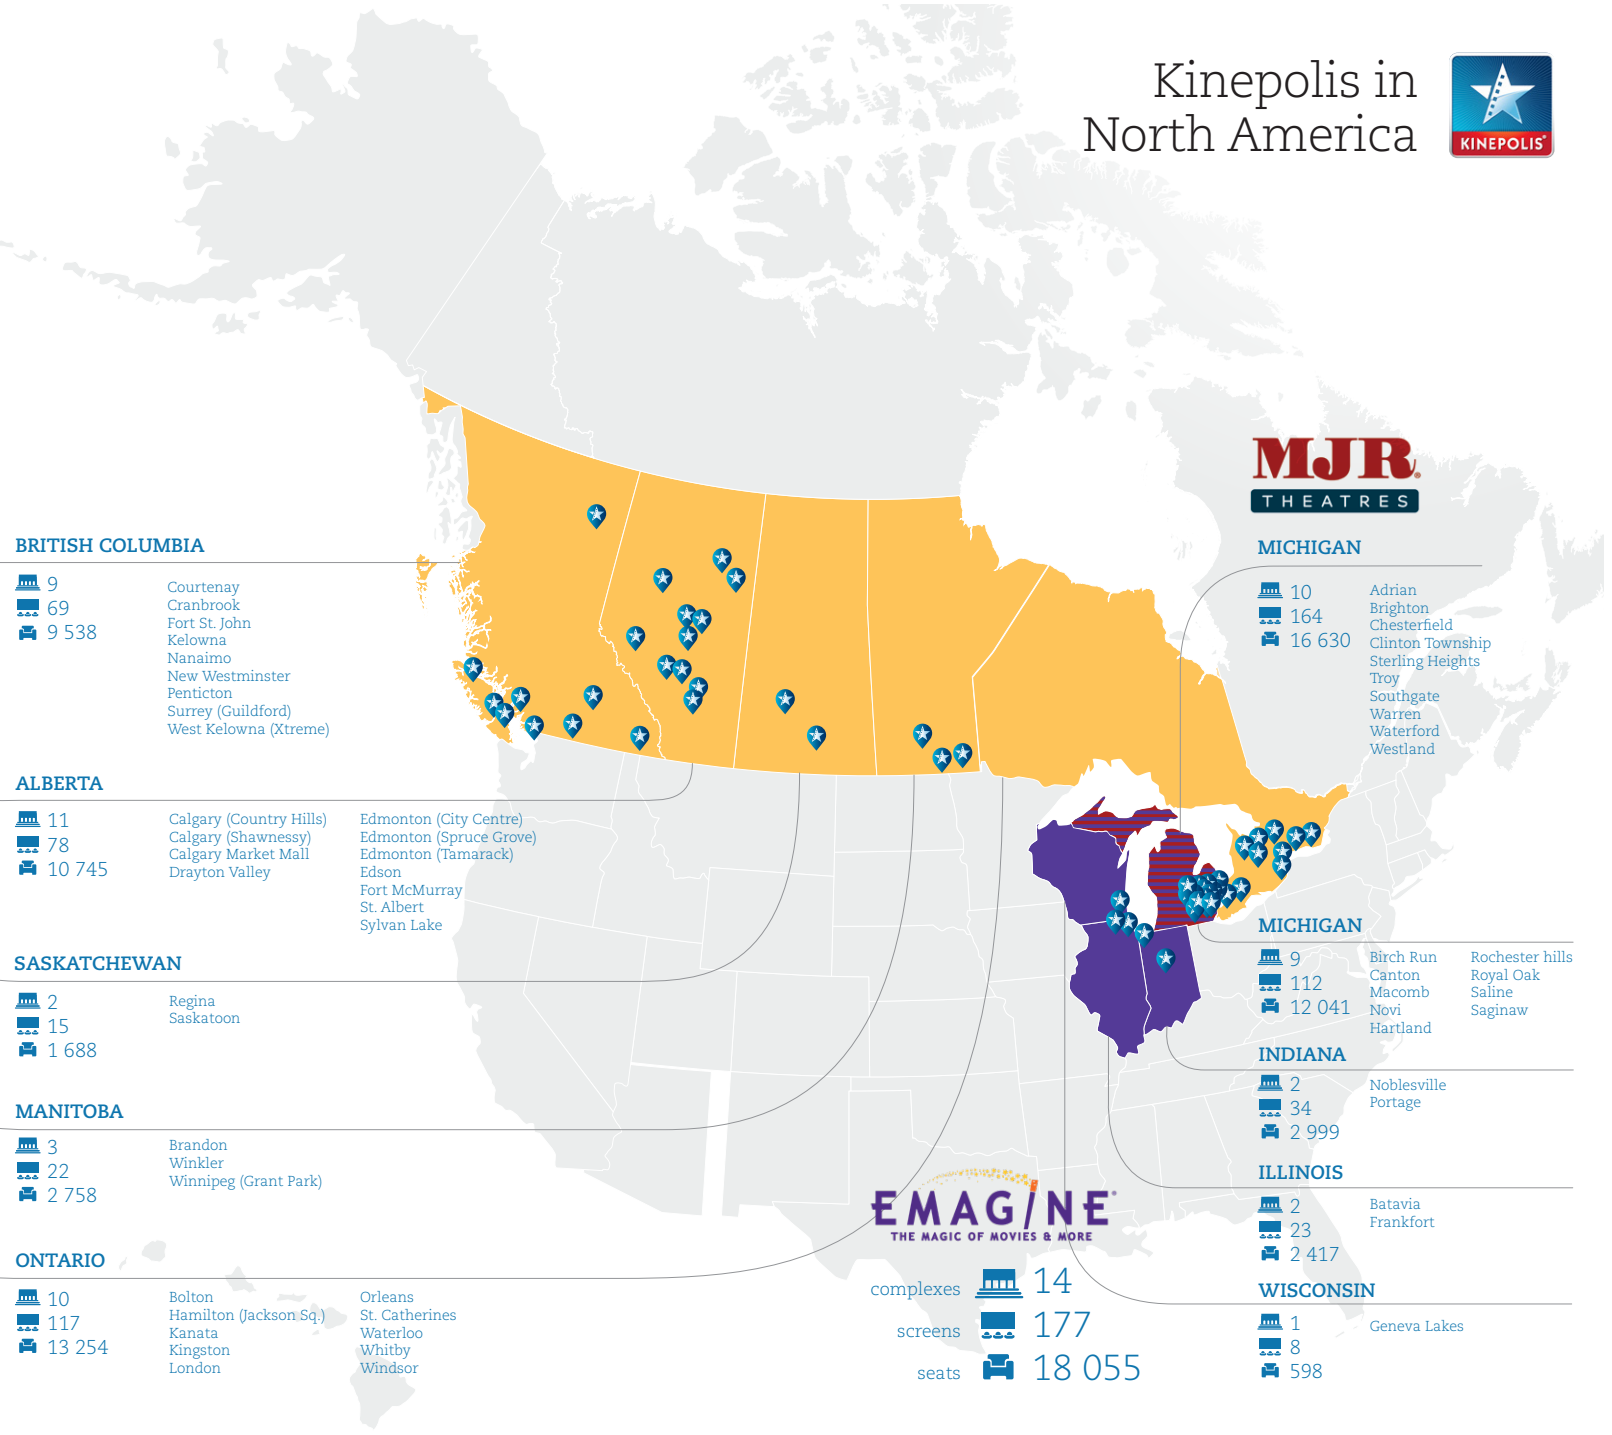 Kinepolis in
North America
KINEPOLIS®
MJR®
THEATRES
BRITISH COLUMBIA
9
69
9 538
Courtenay
Cranbrook
Fort St. John
Kelowna
Nanaimo
New Westminster
Penticton
Surrey (Guildford)
West Kelowna (Xtreme)
ALBERTA
11
78
10 745
Calgary (Country Hills)
Calgary (Shawnessy)
Calgary Market Mall
Drayton Valley
Edmonton (City Centre)
Edmonton (Spruce Grove)
Edmonton (Tamarack)
Edson
Fort McMurray
St. Albert
Sylvan Lake
SASKATCHEWAN
2
15
1 688
Regina
Saskatoon
MANITOBA
3
22
2 758
Brandon
Winkler
Winnipeg (Grant Park)
ONTARIO
10
117
13 254
Bolton
Hamilton (Jackson Sq.)
Kanata
Kingston
London
Orleans
St. Catherines
Waterloo
Whitby
Windsor
MICHIGAN
10
164
16 630
Adrian
Brighton
Chesterfield
Clinton Township
Sterling Heights
Troy
Southgate
Warren
Waterford
Westland
MICHIGAN
9
112
12 041
Birch Run
Canton
Macomb
Novi
Hartland
Rochester hills
Royal Oak
Saline
Saginaw
INDIANA
2
34
2 999
Noblesville
Portage
ILLINOIS
2
23
2 417
Batavia
Frankfort
WISCONSIN
1
8
598
Geneva Lakes
EMAGINE®
THE MAGIC OF MOVIES & MORE
complexes 14
screens 177
seats 18 055